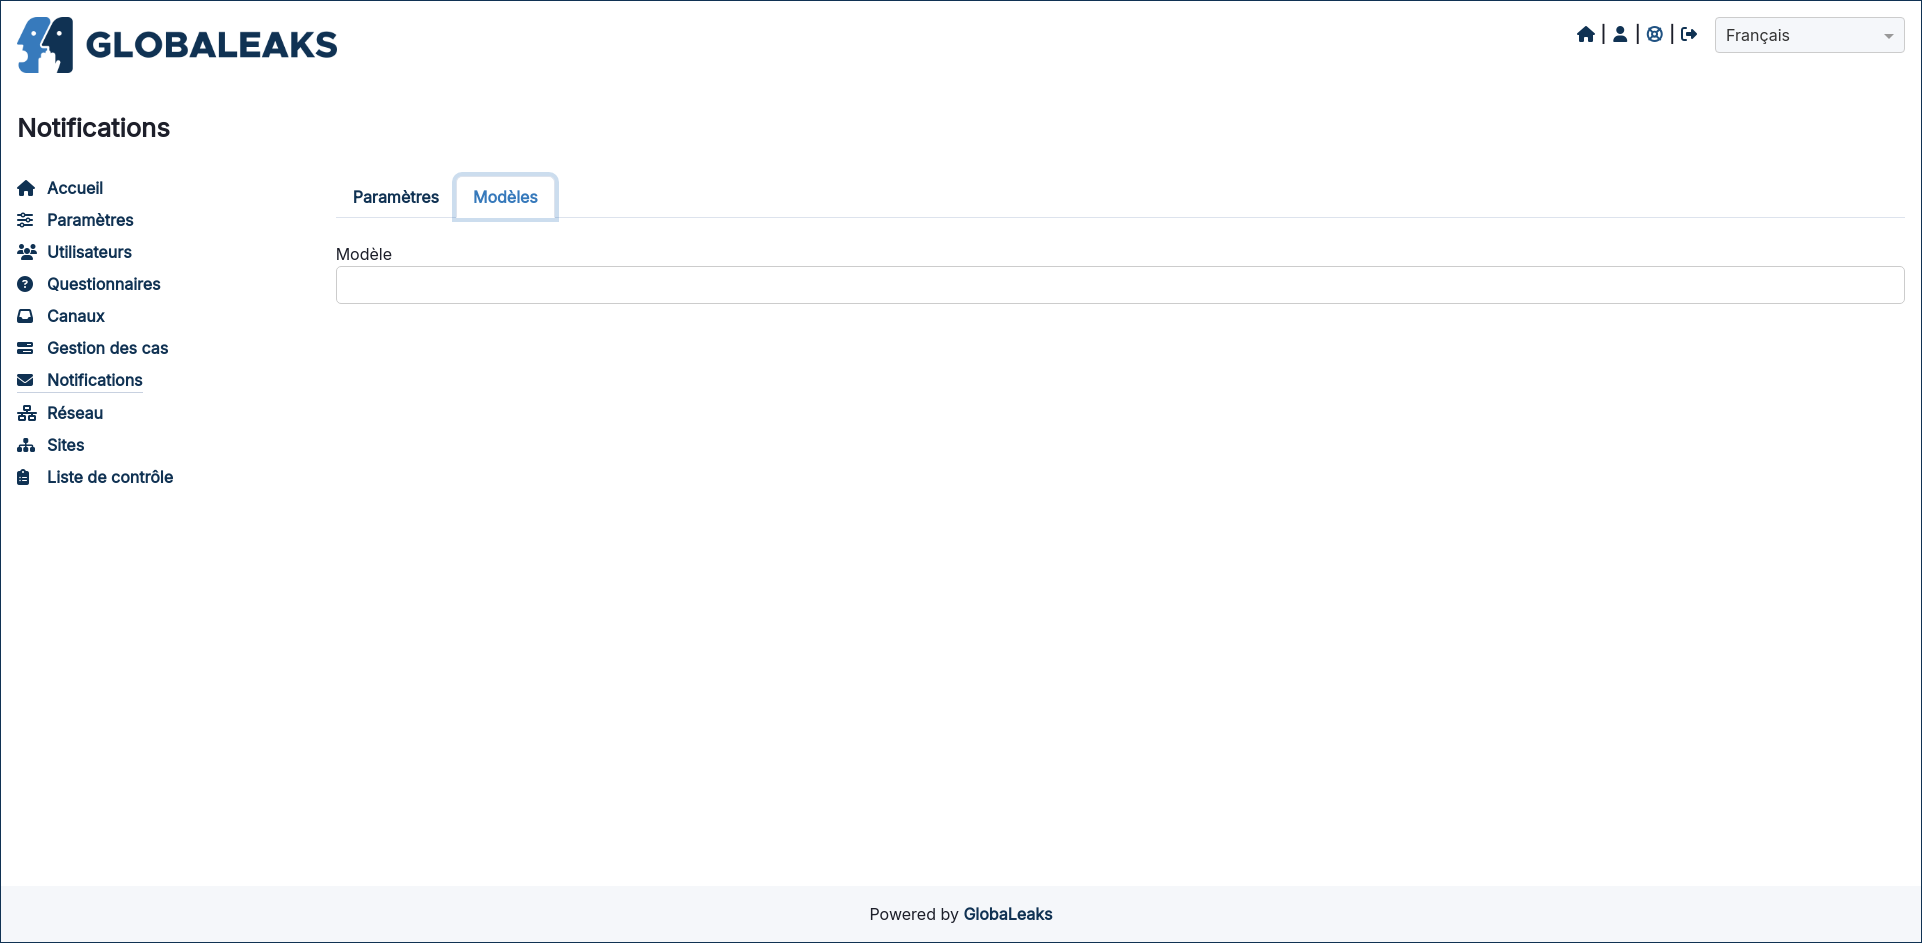 GLOBALEAKS
Français
Notifications
Accueil
Paramètres
Utilisateurs
Questionnaires
Canaux
Gestion des cas
Notifications
Réseau
Sites
Liste de contrôle
Paramètres
Modèles
Modèle
Powered by GlobaLeaks